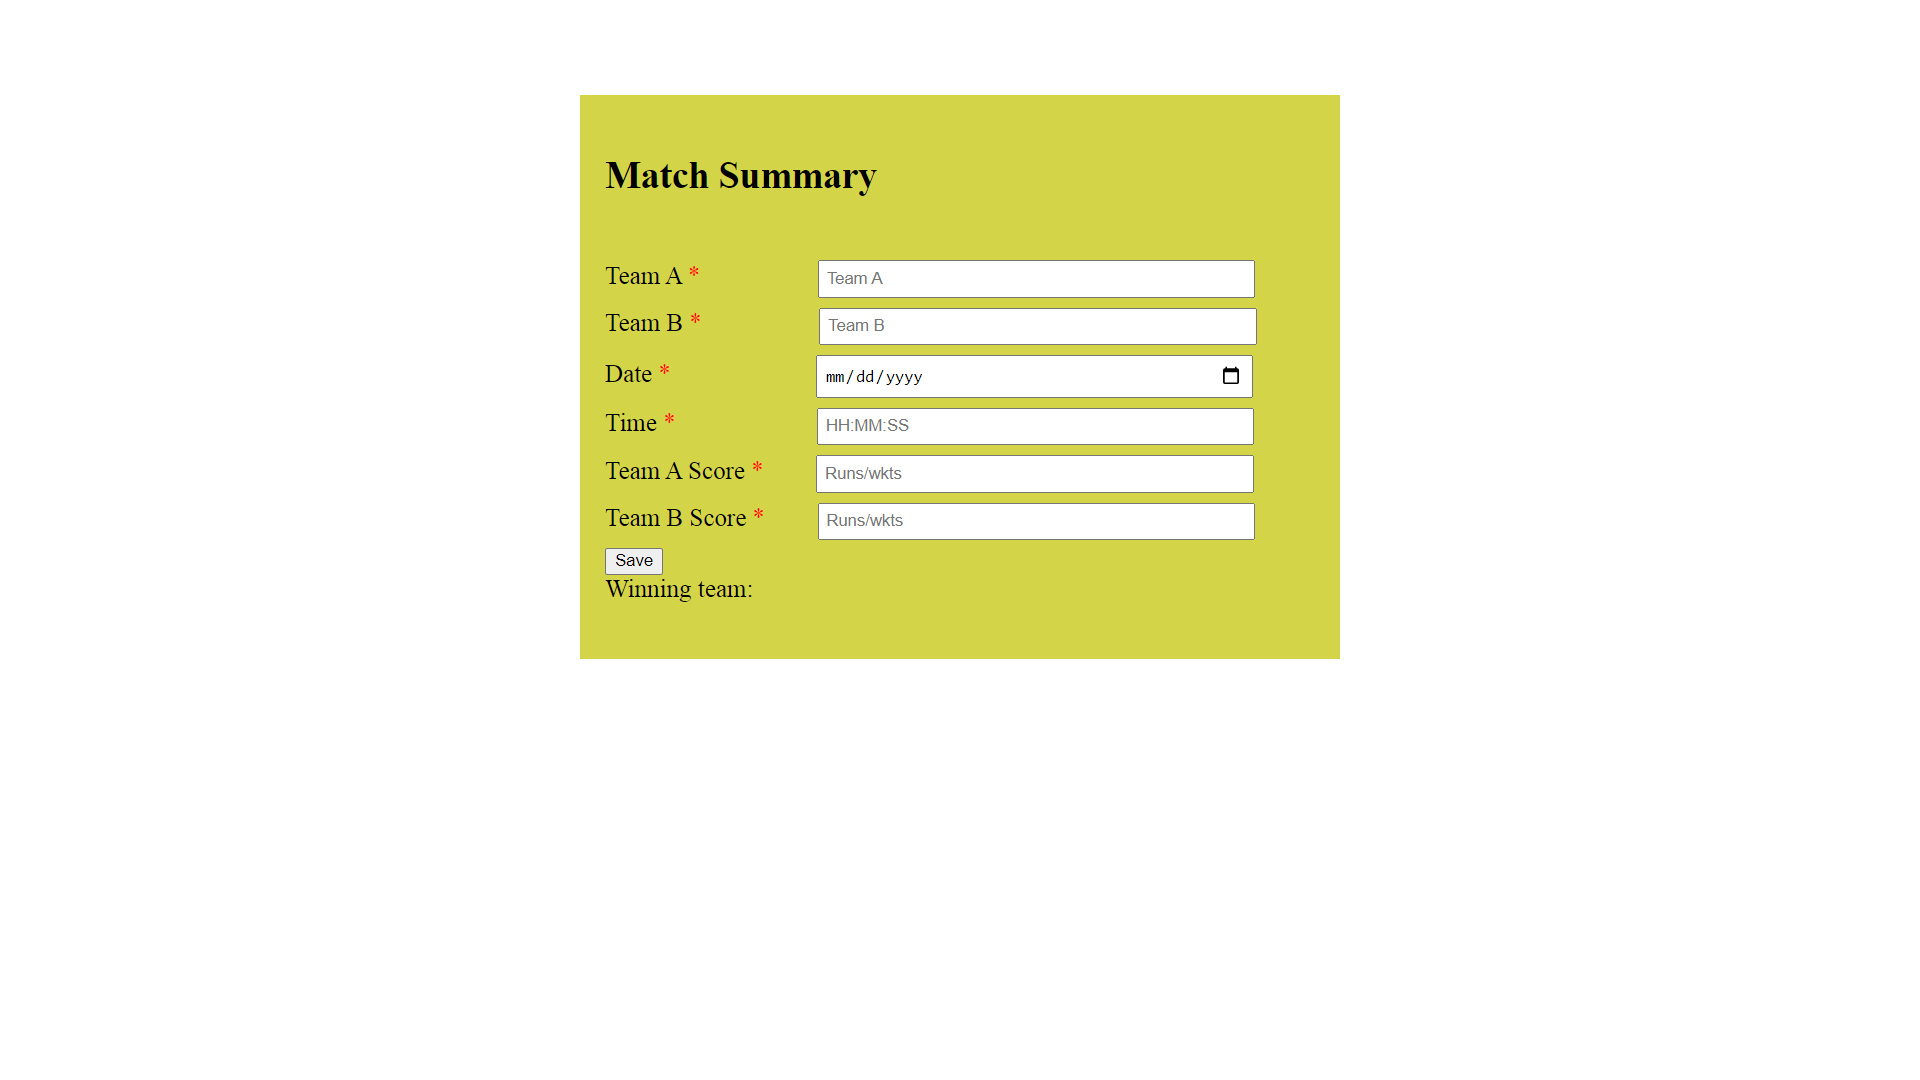 Match Summary
Team A * Team A
Team B * Team B
Date * mm/dd/yyyy
Time * HH:MM:SS
Team A Score * Runs/wkts
Team B Score * Runs/wkts
Save
Winning team: